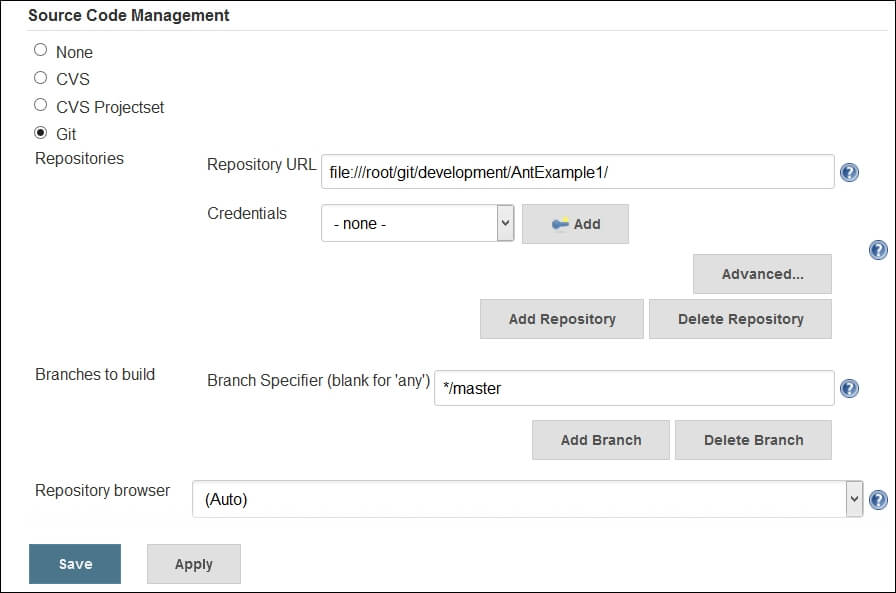 Source Code Management
None
CVS
CVS Projectset
Git
Repositories
Repository URL file:///root/git/development/AntExample1/
Credentials - none - Add
Advanced...
Add Repository Delete Repository
Branches to build Branch Specifier (blank for 'any') */master
Add Branch Delete Branch
Repository browser (Auto)
Save Apply